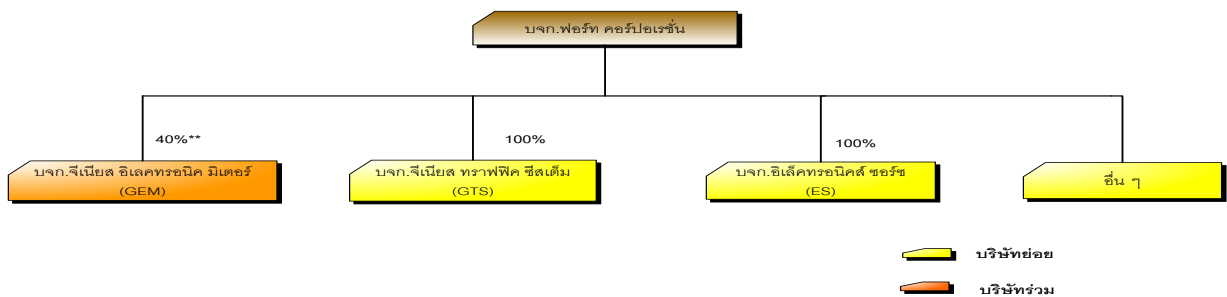 บจก.ฟอร์ท คอร์ปอเรชั่น
40%**
100%
100%
บจก.จีเนียส อิเลคทรอนิค มิเตอร์
(GEM)
บจก.จีเนียส ทราฟฟิค ซีสเต็ม
(GTS)
บจก.อิเล็คทรอนิคส์ ซอร์ซ
(ES)
อื่น ๆ
บริษัทย่อย
บริษัทร่วม